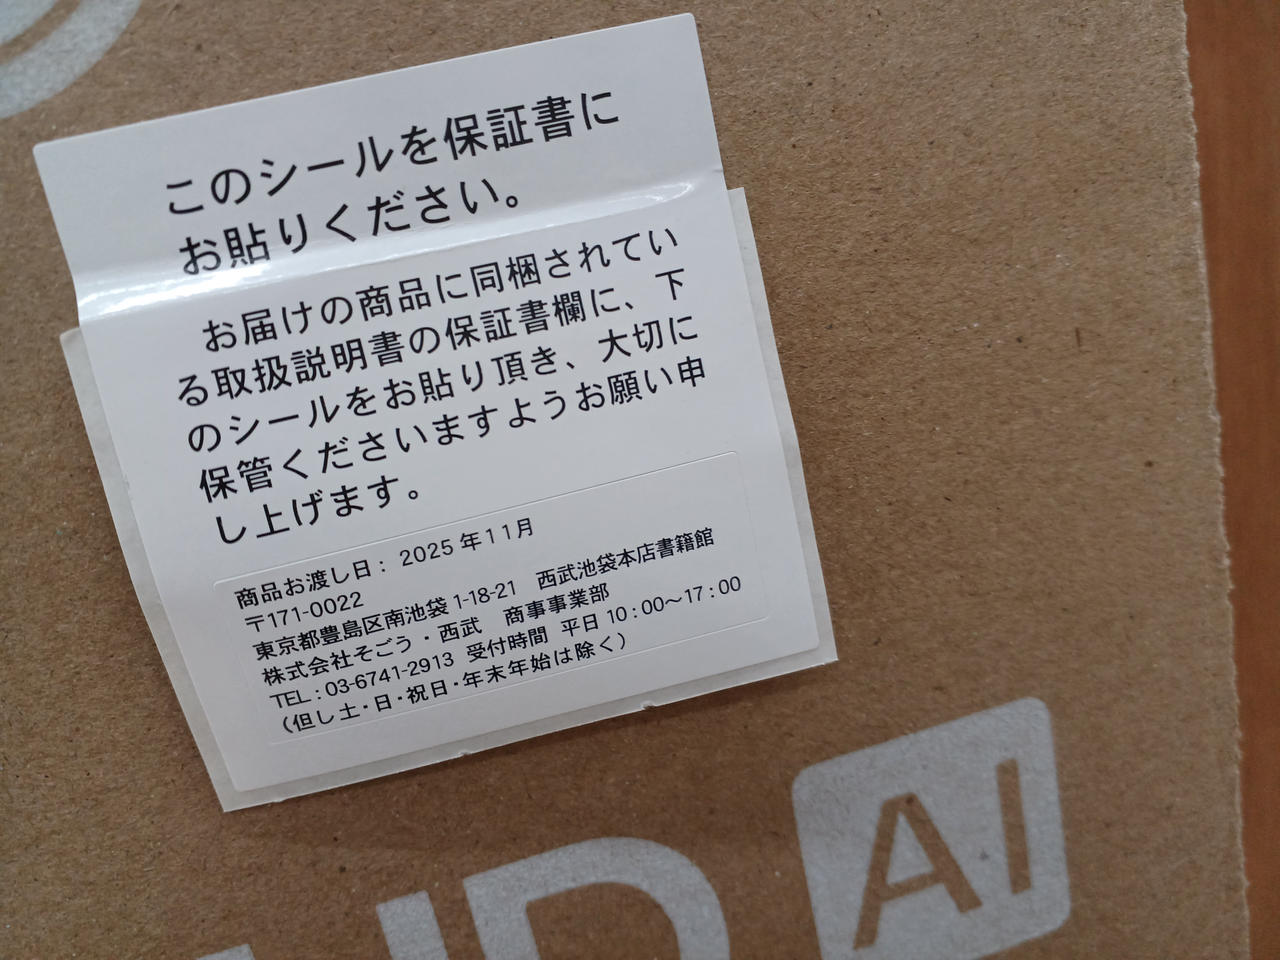 このシールを保証書に
お貼りください。
お届けの商品に同梱されてい
る取扱説明書の保証書欄に、下
のシールをお貼り頂き、大切に
保管くださいますようお願い申
し上げます。
商品お渡し日: 2025年11月
〒171-0022
東京都豊島区南池袋1-18-21 西武池袋本店書籍館
株式会社そごう・西武 商事事業部
TEL:03-6741-2913 受付時間 平日10:00～17:00
(但し土・日・祝日・年末年始は除く)
AI